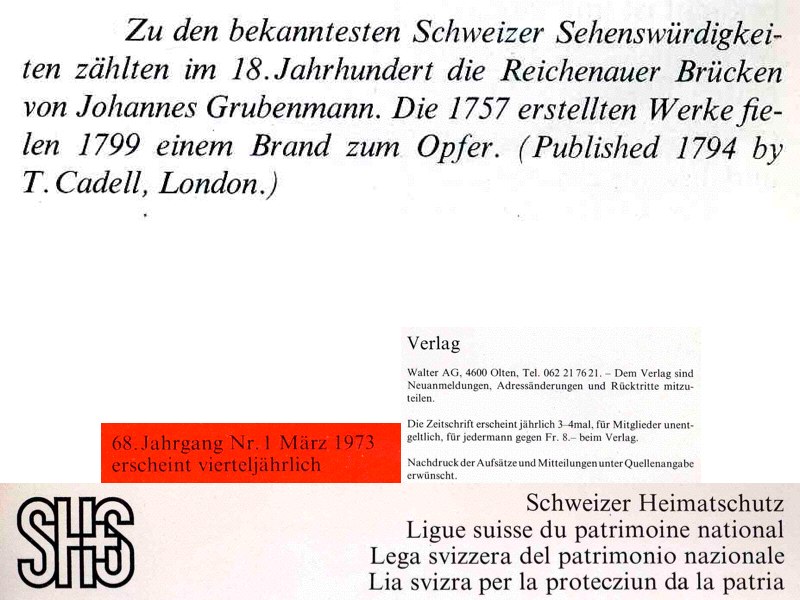 Zu den bekanntesten Schweizer Sehenswürdigkei-
ten zählten im 18. Jahrhundert die Reichenauer Brücken
von Johannes Grubenmann. Die 1757 erstellten Werke fie-
len 1799 einem Brand zum Opfer. (Published 1794 by
T. Cadell, London.)
Verlag
Walter AG, 4600 Olten, Tel. 062 21 76 21. – Dem Verlag sind
Neuanmeldungen, Adressänderungen und Rücktritte mitzu-
teilen.
Die Zeitschrift erscheint jährlich 3–4mal, für Mitglieder unent-
geltlich, für jedermann gegen Fr. 8.– beim Verlag.
Nachdruck der Aufsätze und Mitteilungen unter Quellenangabe
erwünscht.
68. Jahrgang Nr. 1 März 1973
erscheint vierteljährlich
SHS
Schweizer Heimatschutz
Ligue suisse du patrimoine national
Lega svizzera del patrimonio nazionale
Lia svizra per la protecziun da la patria